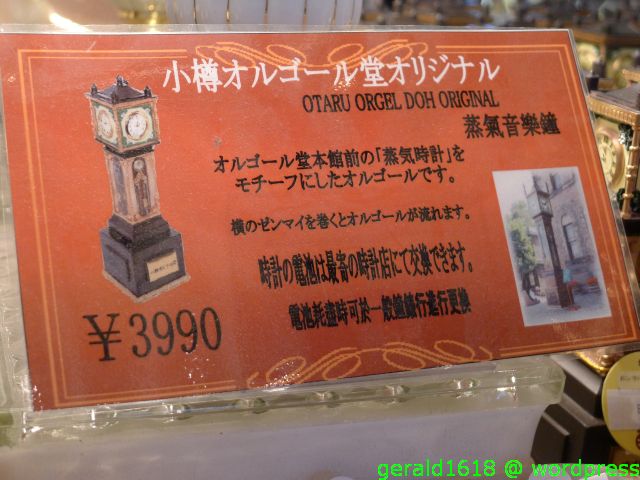 小樽オルゴール堂オリジナル
OTARU ORGEL DOH ORIGINAL
蒸氣音樂鐘
オルゴール堂本館前の「蒸気時計」を
モチーフにしたオルゴールです。
横のゼンマイを巻くとオルゴールが流れます。
時計の電池は最寄の時計店にて交換できます。
電池耗盡時可於一般鐘錶行進行更換
￥3990
gerald1618 @ wordpress